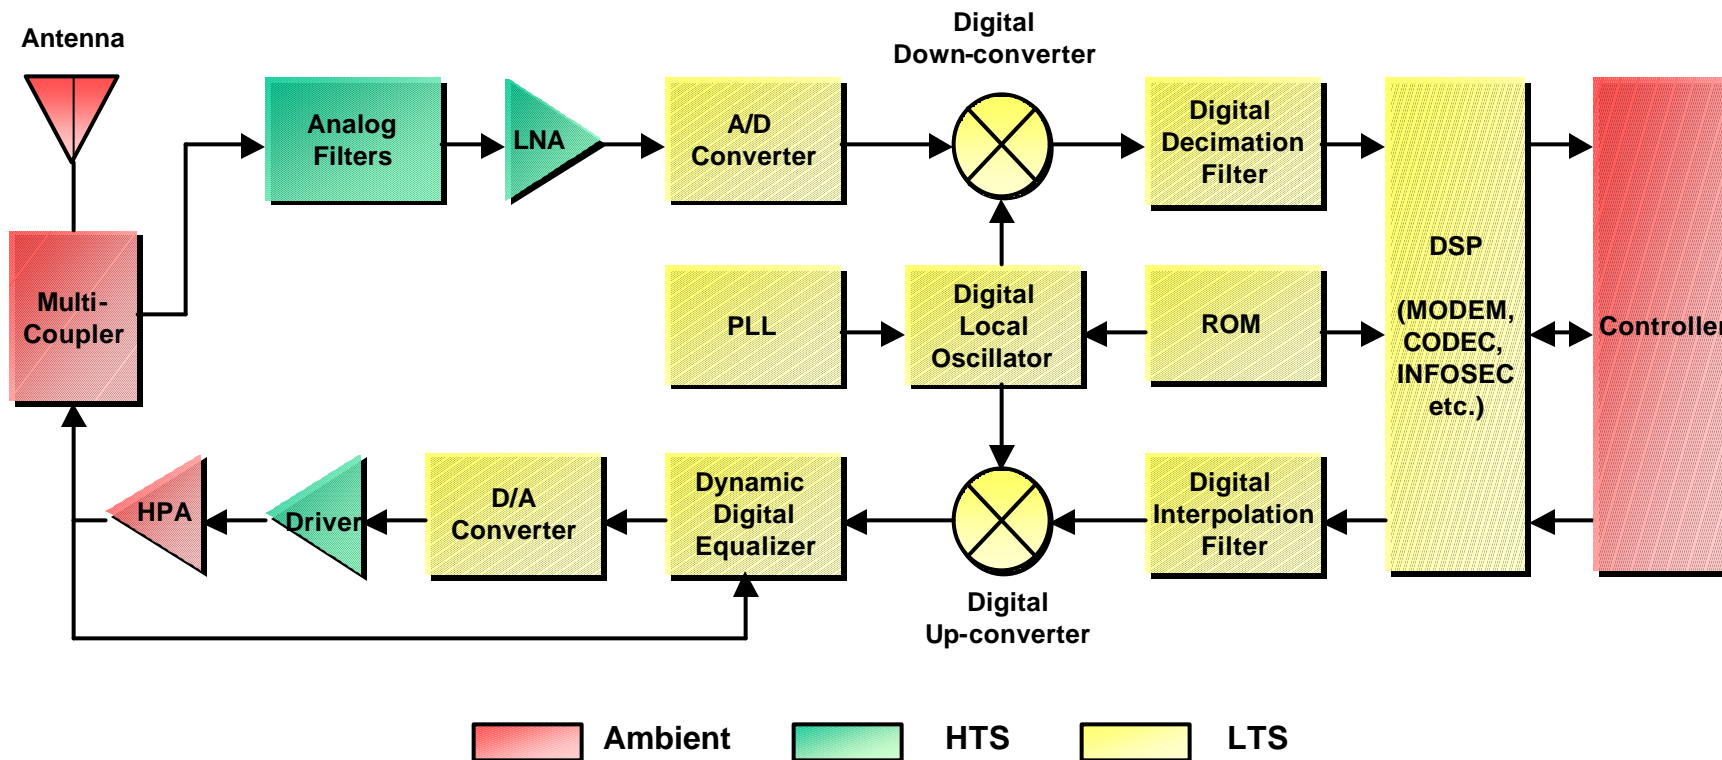 Antenna
Digital
Down-converter
Analog
Filters
LNA
A/D
Converter
Digital
Decimation
Filter
Multi-
Coupler
PLL
Digital
Local
Oscillator
ROM
DSP
(MODEM,
CODEC,
INFOSEC
etc.)
Controller
HPA
Driver
D/A
Converter
Dynamic
Digital
Equalizer
Digital
Interpolation
Filter
Digital
Up-converter
Ambient
HTS
LTS